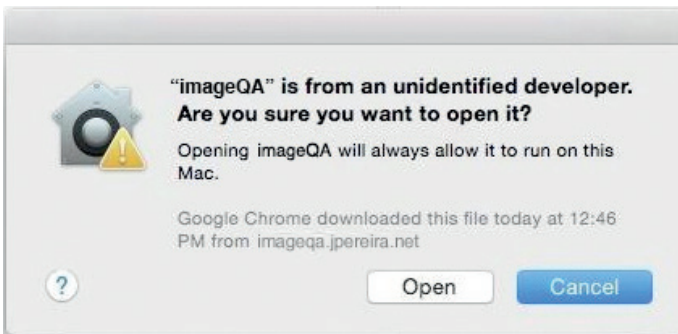 “imageQA” is from an unidentified developer.
Are you sure you want to open it?
Opening imageQA will always allow it to run on this
Mac.
Google Chrome downloaded this file today at 12:46
PM from imageqa.jpereira.net
?
Open
Cancel